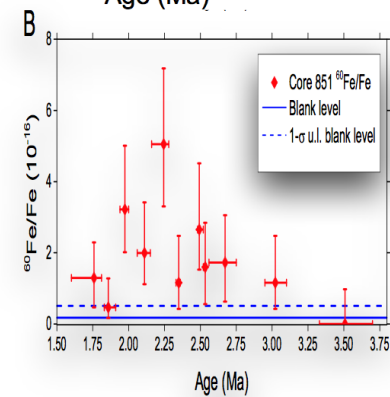 Age (Ma)
B
8
6
4
2
0
⁶⁰Fe/Fe (10⁻¹⁶)
Core 851 ⁶⁰Fe/Fe
Blank level
1-σ u.l. blank level
1.50 1.75 2.00 2.25 2.50 2.75 3.00 3.25 3.50 3.75
Age (Ma)